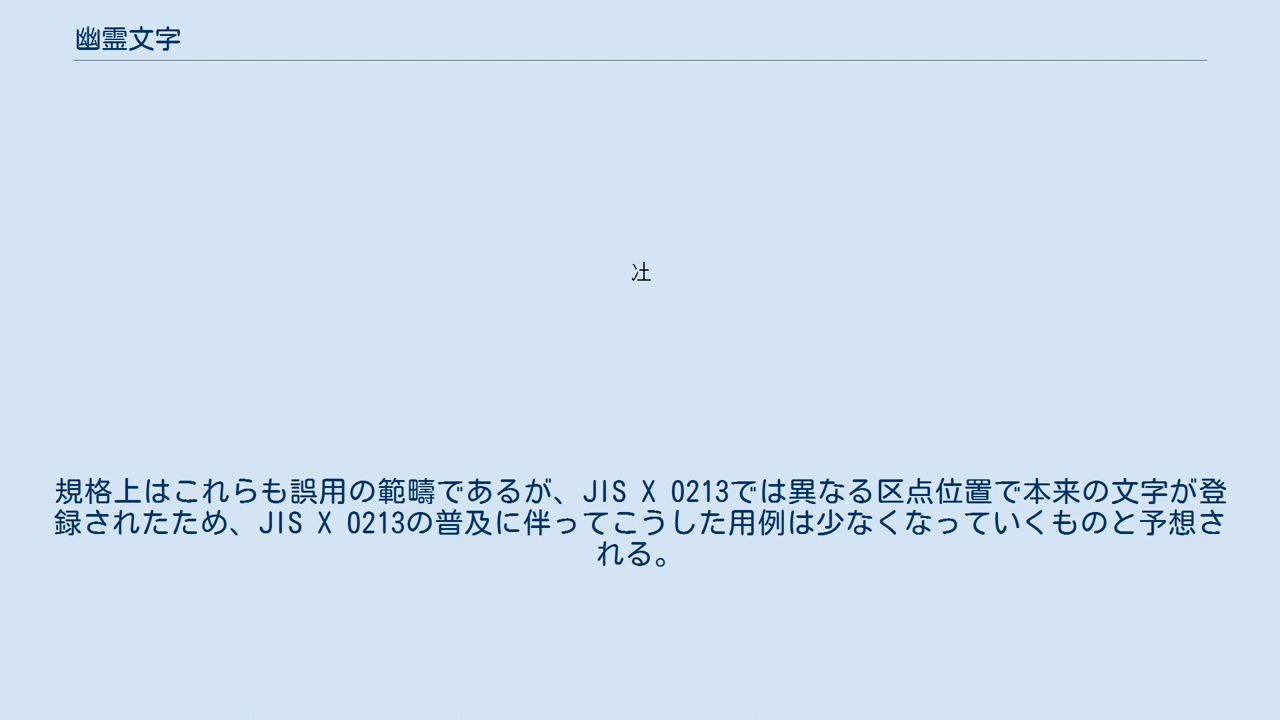 幽霊文字
汢
規格上はこれらも誤用の範疇であるが、JIS X 0213では異なる区点位置で本来の文字が登
録されたため、JIS X 0213の普及に伴ってこうした用例は少なくなっていくものと予想さ
れる。